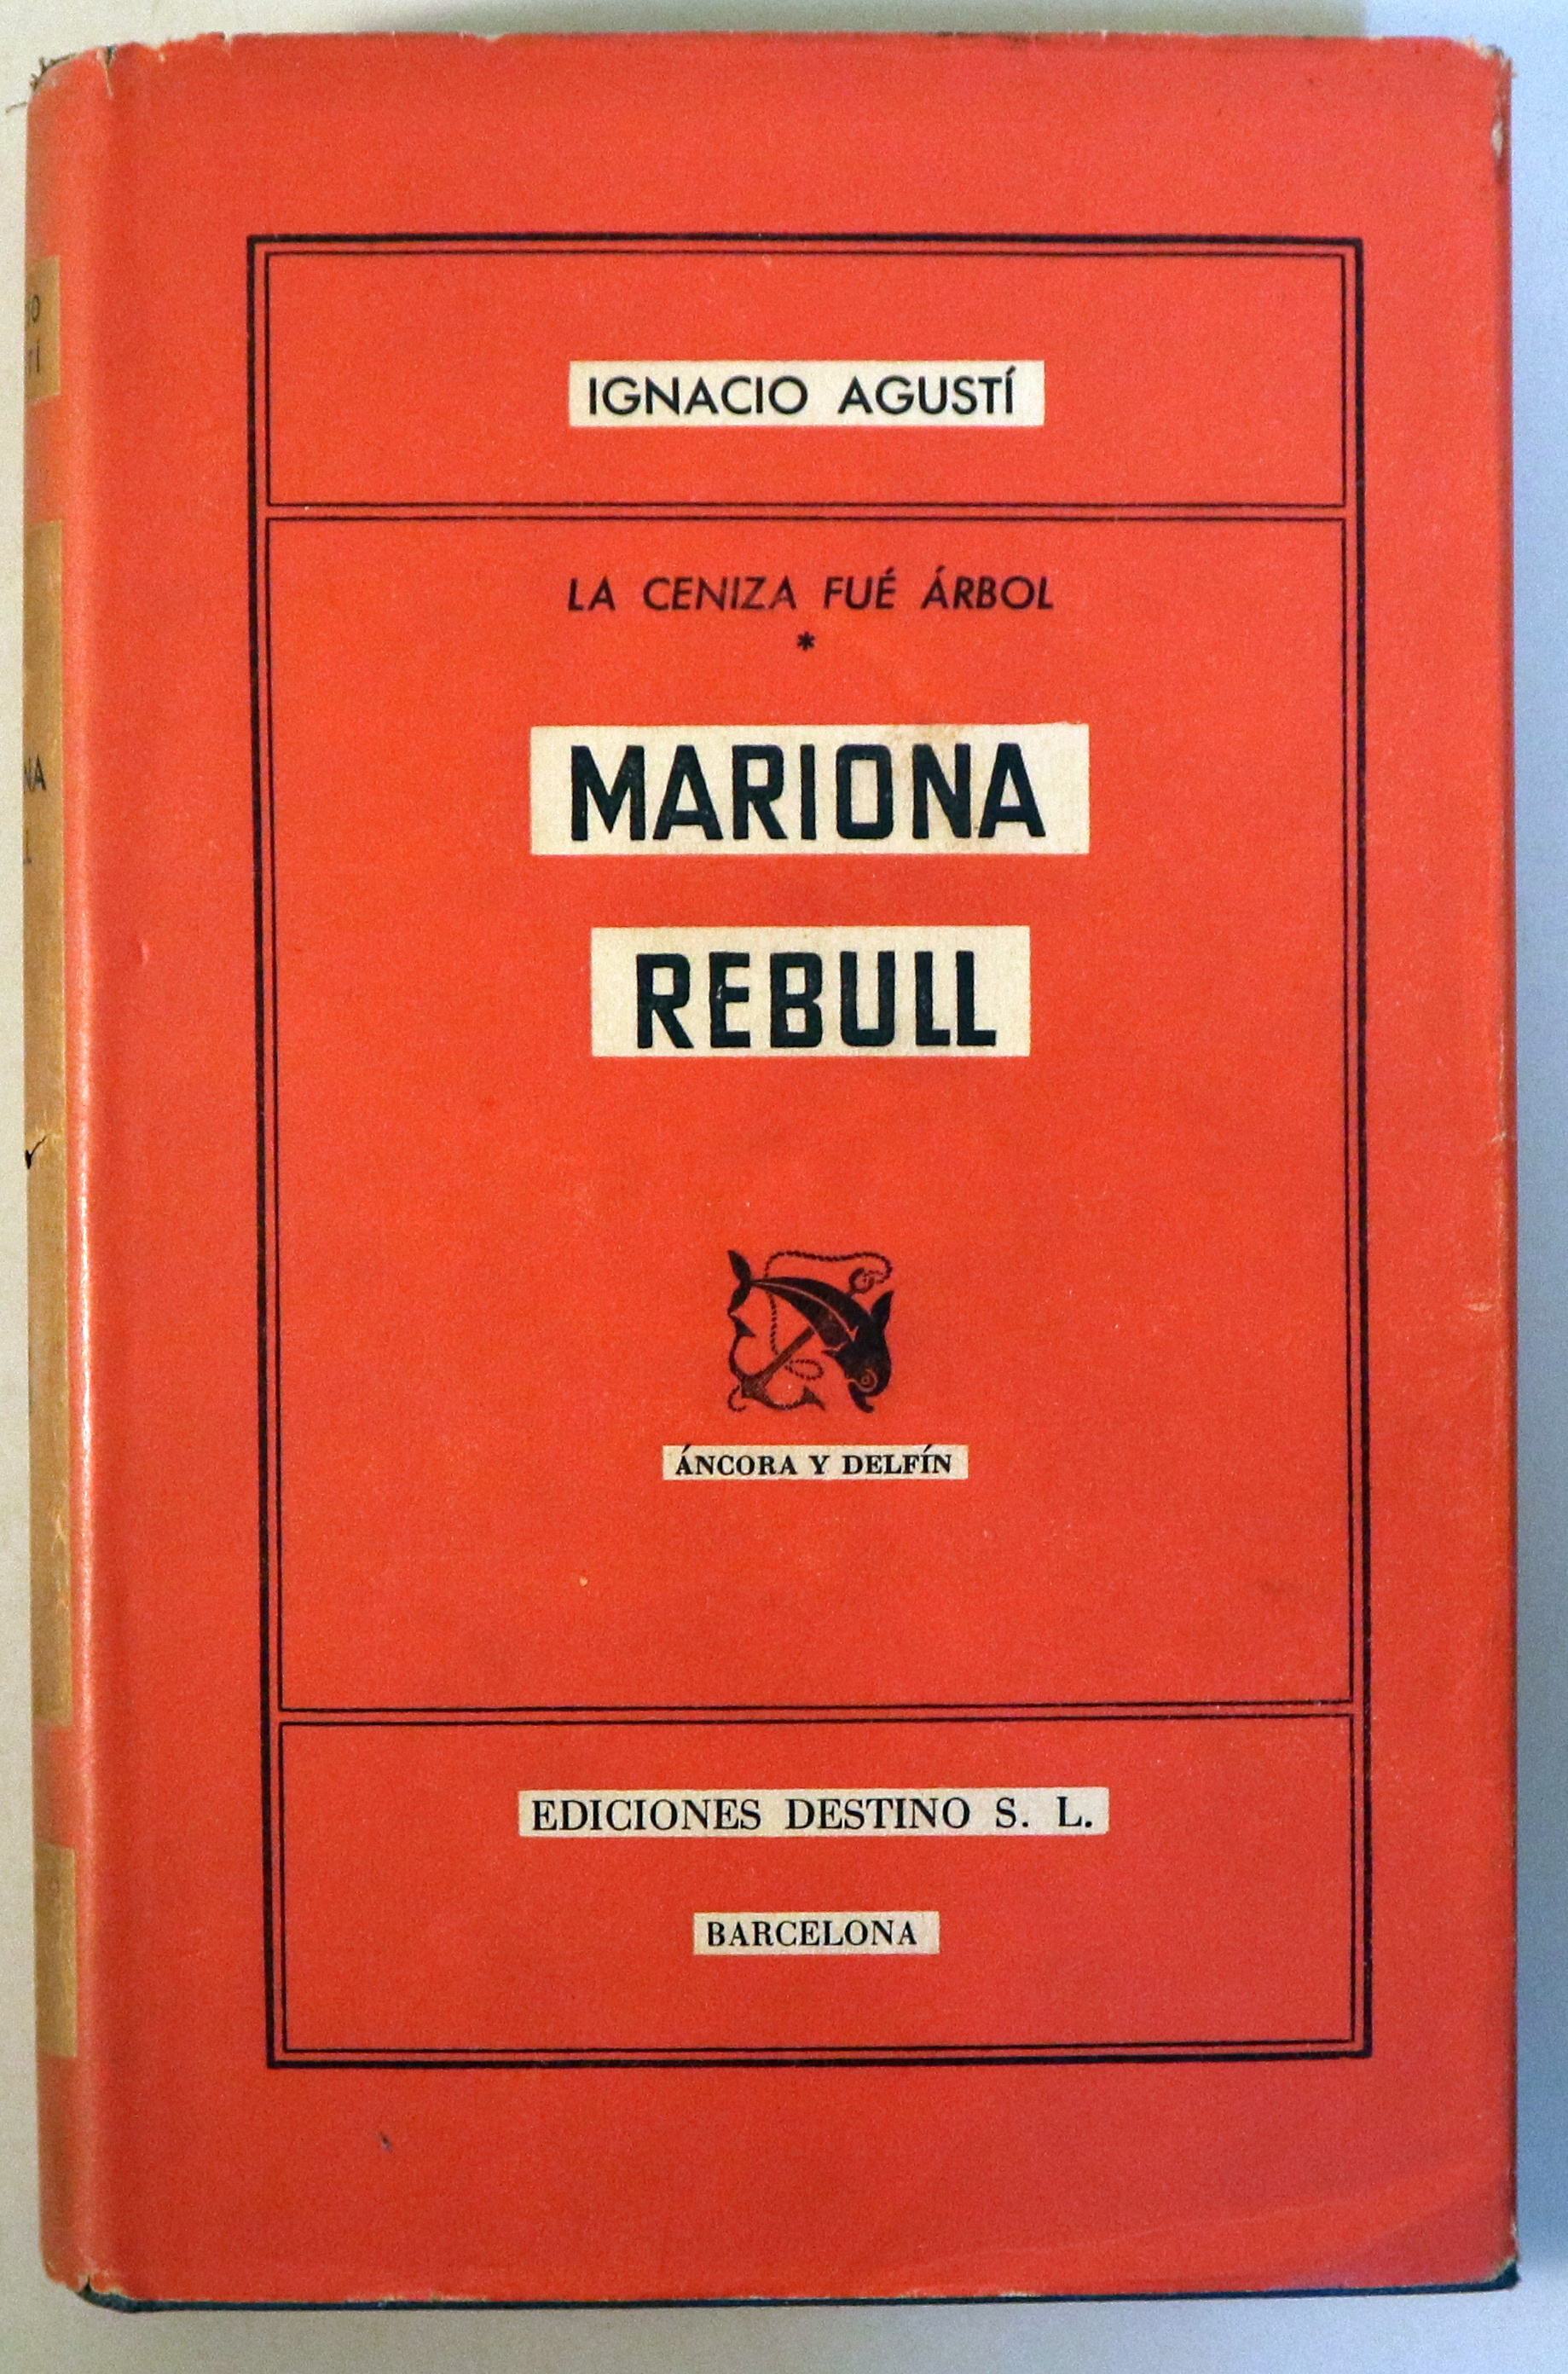 IGNACIO AGUSTÍ
LA CENIZA FUÉ ÁRBOL
*
MARIONA
REBULL
ÁNCORA Y DELFÍN
EDICIONES DESTINO S. L.
BARCELONA